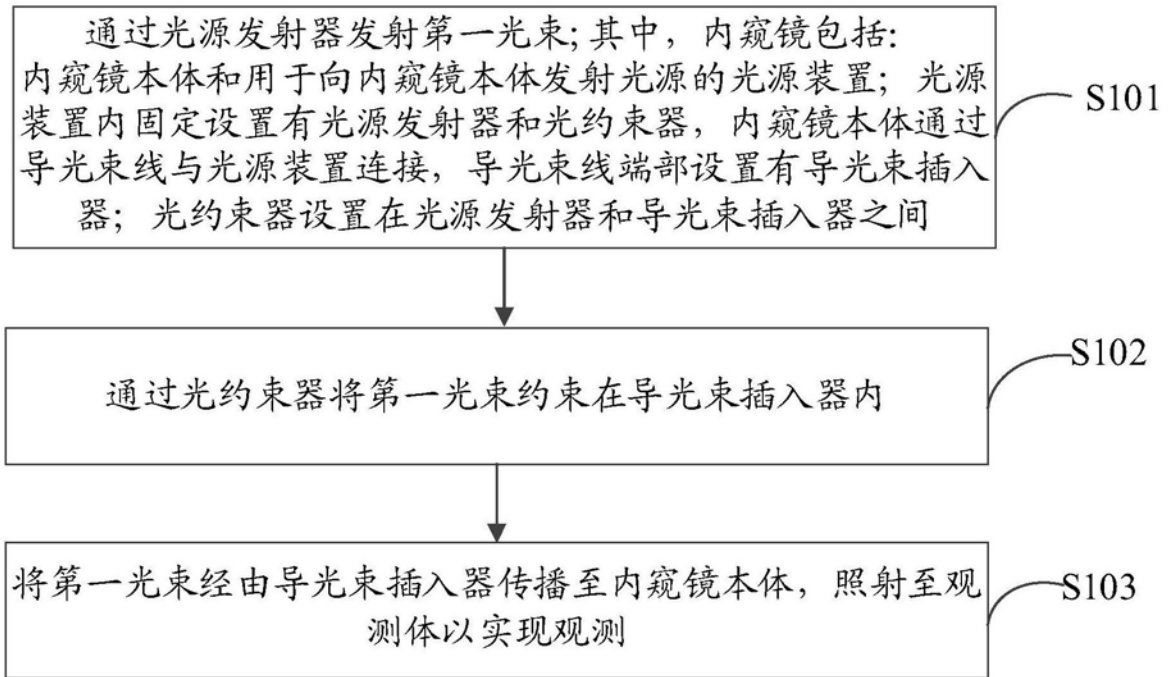 通过光源发射器发射第一光束;其中，内窥镜包括:
内窥镜本体和用于向内窥镜本体发射光源的光源装置；光源
装置内固定设置有光源发射器和光约束器，内窥镜本体通过
导光束线与光源装置连接，导光束线端部设置有导光束插入
器；光约束器设置在光源发射器和导光束插入器之间
S101
通过光约束器将第一光束约束在导光束插入器内
S102
将第一光束经由导光束插入器传播至内窥镜本体，照射至观
测体以实现观测
S103